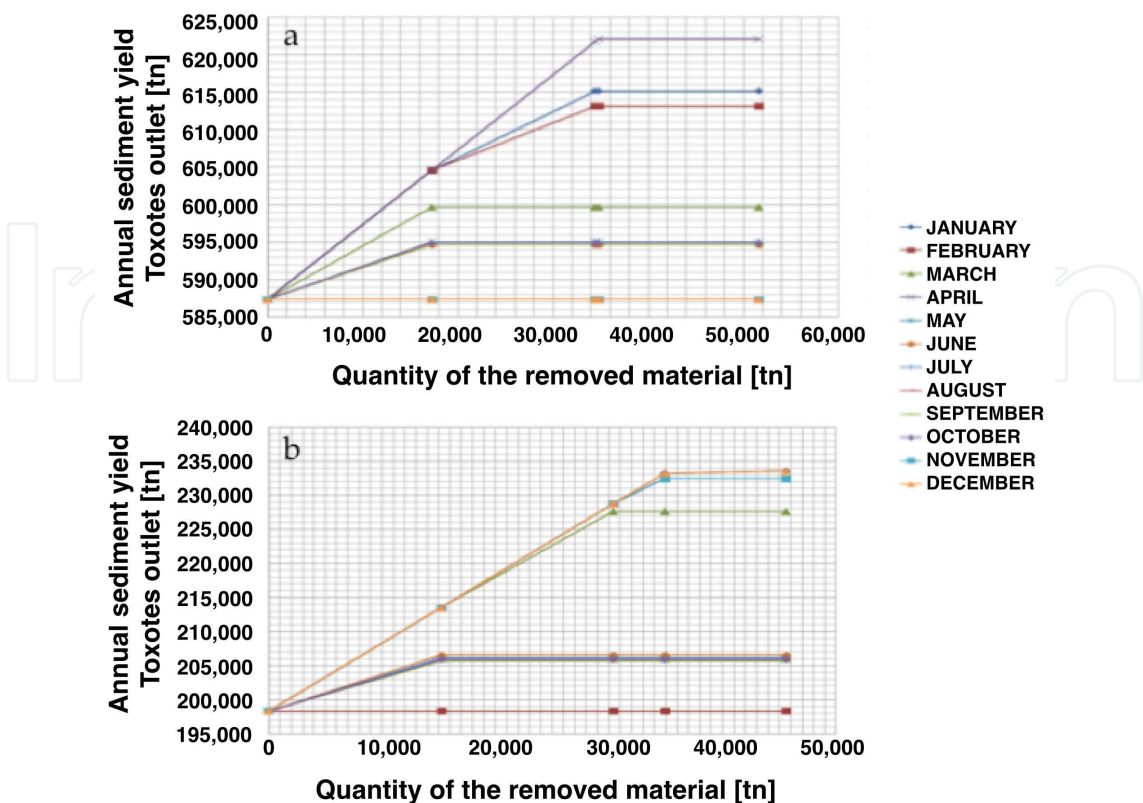 a
Annual sediment yield
Toxotes outlet [tn]
625,000
620,000
615,000
610,000
605,000
600,000
595,000
590,000
585,000
0 10,000 20,000 30,000 40,000 50,000 60,000
Quantity of the removed material [tn]
JANUARY
FEBRUARY
MARCH
APRIL
MAY
JUNE
JULY
AUGUST
SEPTEMBER
OCTOBER
NOVEMBER
DECEMBER
b
Annual sediment yield
Toxotes outlet [tn]
240,000
235,000
230,000
225,000
220,000
215,000
210,000
205,000
200,000
195,000
0 10,000 20,000 30,000 40,000 50,000
Quantity of the removed material [tn]